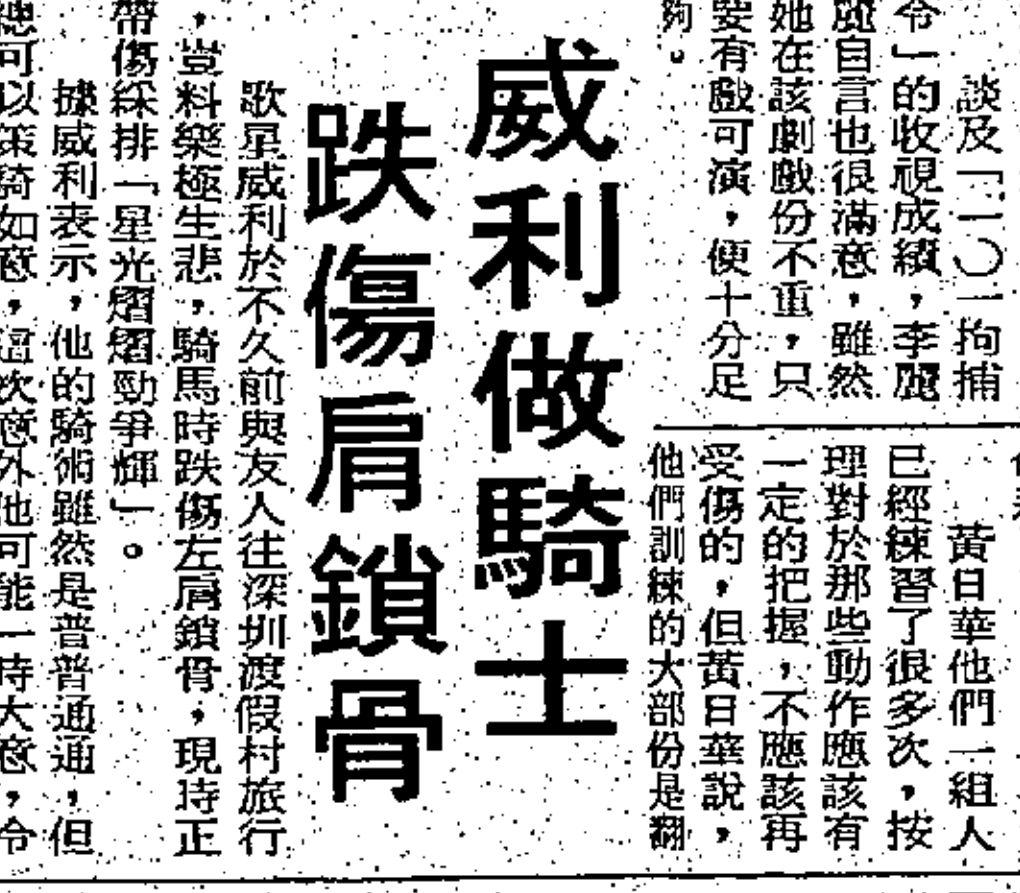 談及「一一〇一拘捕
令」的收視成績，李麗
麗自言也很滿意，雖然
她在該劇戲份不重，只
要有戲可演，便十分足
夠。
黃日華他們一組人
已經練習了很多次，按
理對於那些動作應該有
一定的把握，不應該再
受傷的，但黃日華說，
他們訓練的大部份是翻
威利做騎士
跌傷肩鎖骨
歌星威利於不久前與友人往深圳渡假村旅行
，豈料樂極生悲，騎馬時跌傷左肩鎖骨，現時正
帶傷綵排「星光熠熠勁爭輝」。
據威利表示，他的騎術雖然是普普通通，但
總可以策騎如意，這次意外他可能一時大意，令